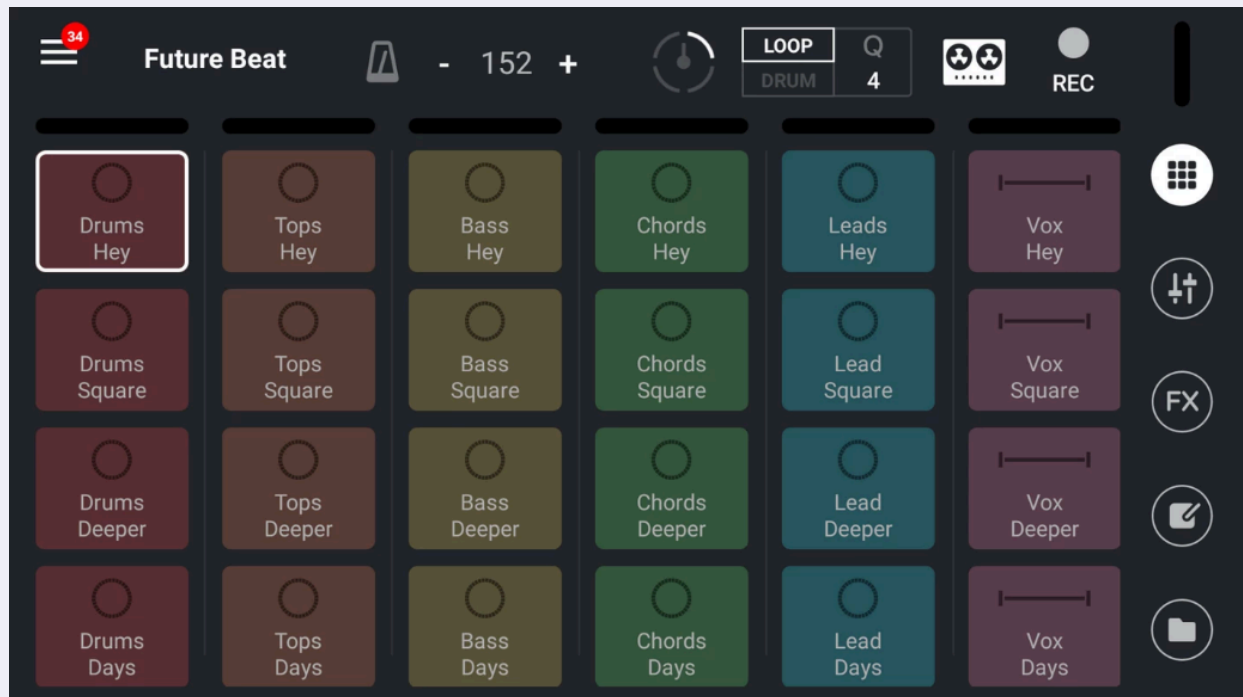 34
Future Beat
- 152 +
LOOP
Q
DRUM
4
REC
Drums
Hey
Tops
Hey
Bass
Hey
Chords
Hey
Leads
Hey
Vox
Hey
Drums
Square
Tops
Square
Bass
Square
Chords
Square
Lead
Square
Vox
Square
FX
Drums
Deeper
Tops
Deeper
Bass
Deeper
Chords
Deeper
Lead
Deeper
Vox
Deeper
Drums
Days
Tops
Days
Bass
Days
Chords
Days
Lead
Days
Vox
Days